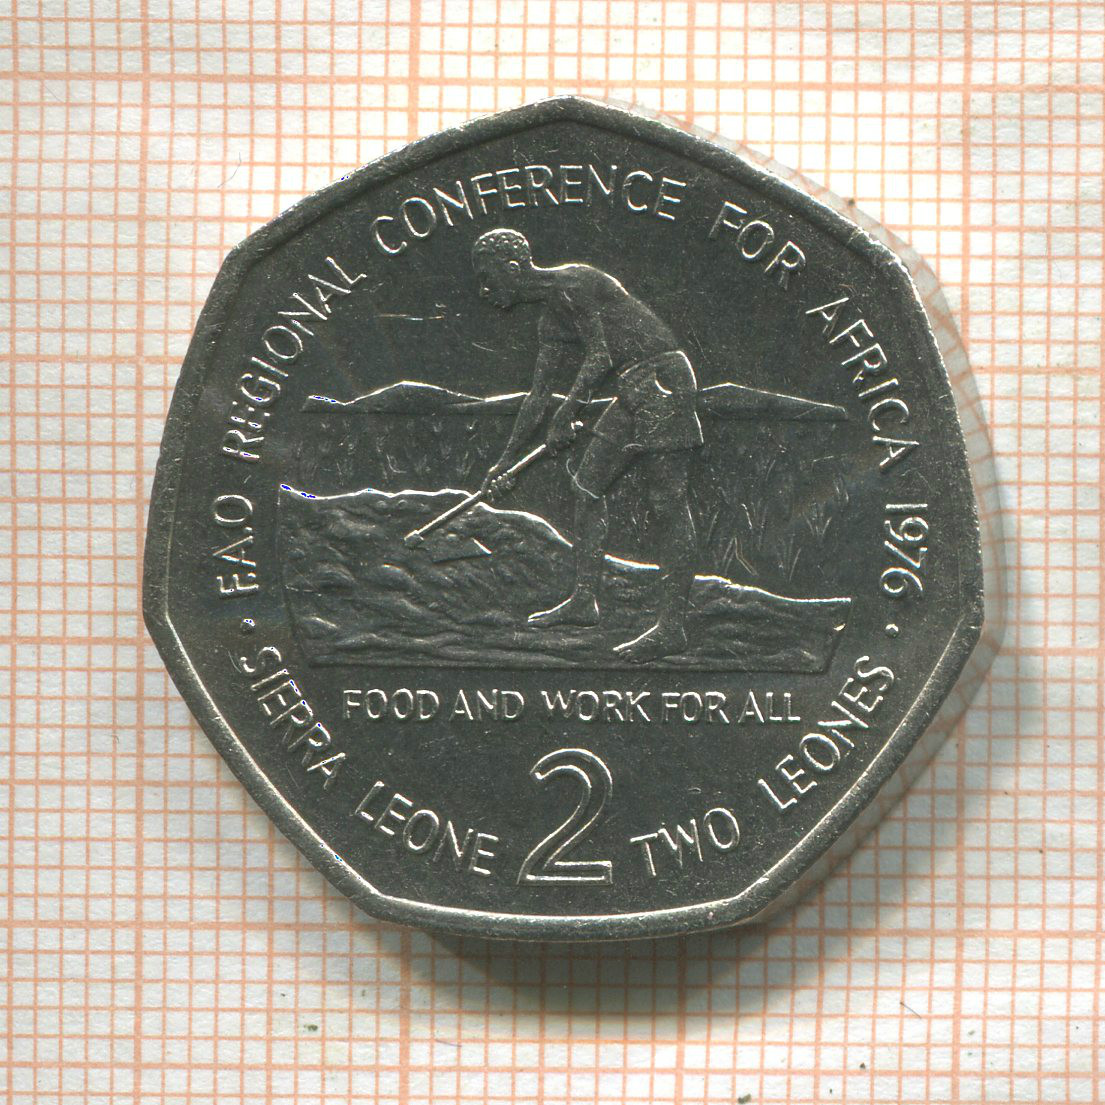 F.A.O REGIONAL CONFERENCE FOR AFRICA 1976
FOOD AND WORK FOR ALL
2
SIERRA LEONE TWO LEONES